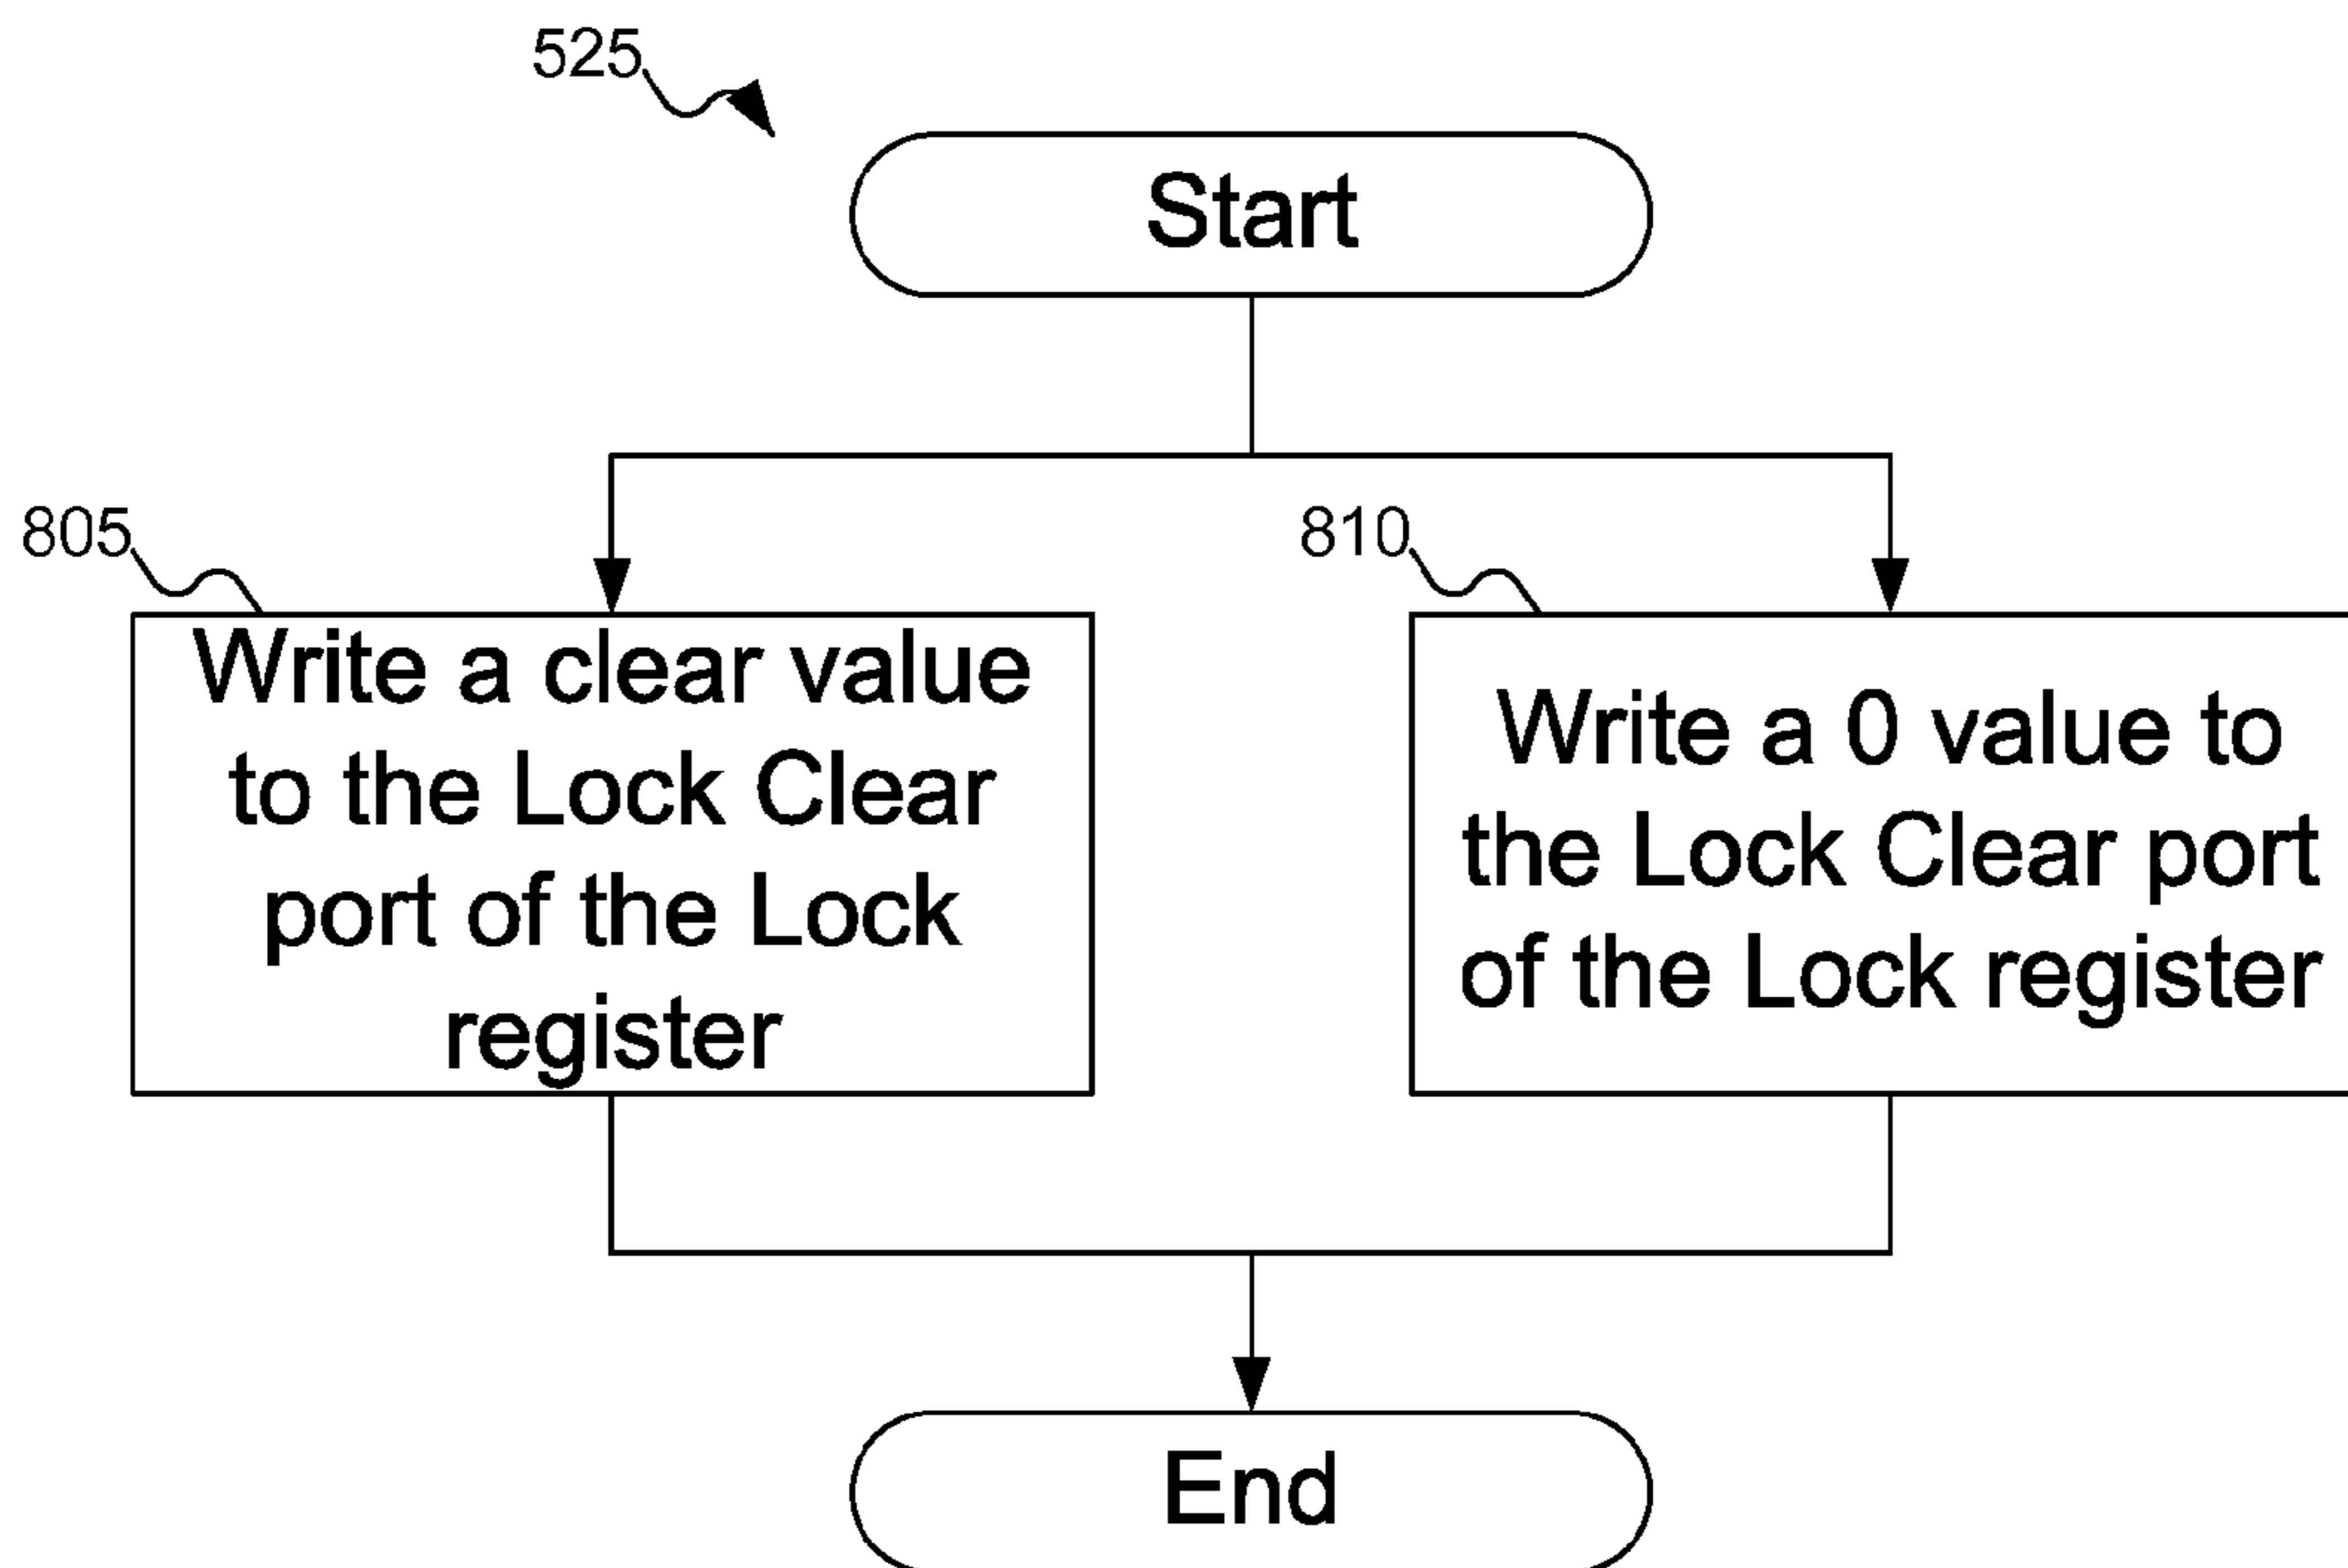 525
Start
805
810
Write a clear value
to the Lock Clear
port of the Lock
register
Write a 0 value to
the Lock Clear port
of the Lock register
End